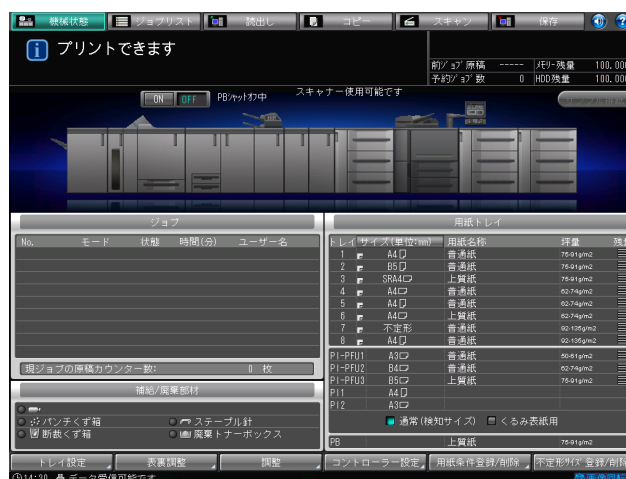 機械状態 ジョブリスト 読出し コピー スキャン 保存
プリントできます
前ｼﾞｮﾌﾞ原稿 ----- ﾒﾓﾘｰ残量 100.00
予約ｼﾞｮﾌﾞ数 0 HDD残量 100.00
スキャナー使用可能です
ON OFF PBｼｬｯﾄｵﾌ中
ジョブ
No. モード 状態 時間(分) ユーザー名
現ジョブの原稿カウンター数: 0 枚
補給/廃棄部材
パンチくず箱 ステープル針
断裁くず箱 廃棄トナーボックス
用紙トレイ
トレイ サイズ(単位:mm) 用紙名称 坪量
1 A4 普通紙 75-91g/m2
2 B5 普通紙 75-91g/m2
3 SRA4 上質紙 75-91g/m2
4 A4 普通紙 62-74g/m2
5 A4 普通紙 62-74g/m2
6 A4 上質紙 62-74g/m2
7 不定形 普通紙 92-135g/m2
8 A4 普通紙 92-135g/m2
PI-PFU1 A3 普通紙 50-61g/m2
PI-PFU2 B4 普通紙 62-74g/m2
PI-PFU3 B5 上質紙 75-91g/m2
PI1 A4
PI2 A3
通常(検知サイズ) くるみ表紙用
PB 上質紙 75-91g/m2
トレイ設定 表裏調整 調整 コントローラー設定 用紙条件登録/削除 不定形ｻｲｽﾞ登録/削除
14:20 データ受信可能です 画像回転